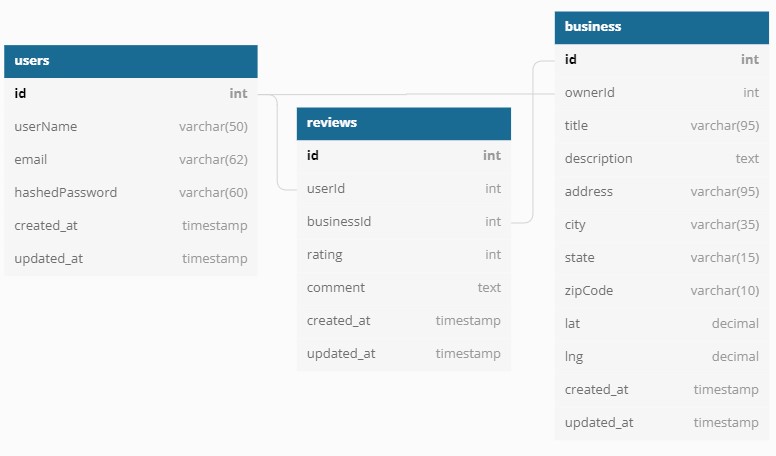 users
id int
userName varchar(50)
email varchar(62)
hashedPassword varchar(60)
created_at timestamp
updated_at timestamp
reviews
id int
userId int
businessId int
rating int
comment text
created_at timestamp
updated_at timestamp
business
id int
ownerId int
title varchar(95)
description text
address varchar(95)
city varchar(35)
state varchar(15)
zipCode varchar(10)
lat decimal
lng decimal
created_at timestamp
updated_at timestamp